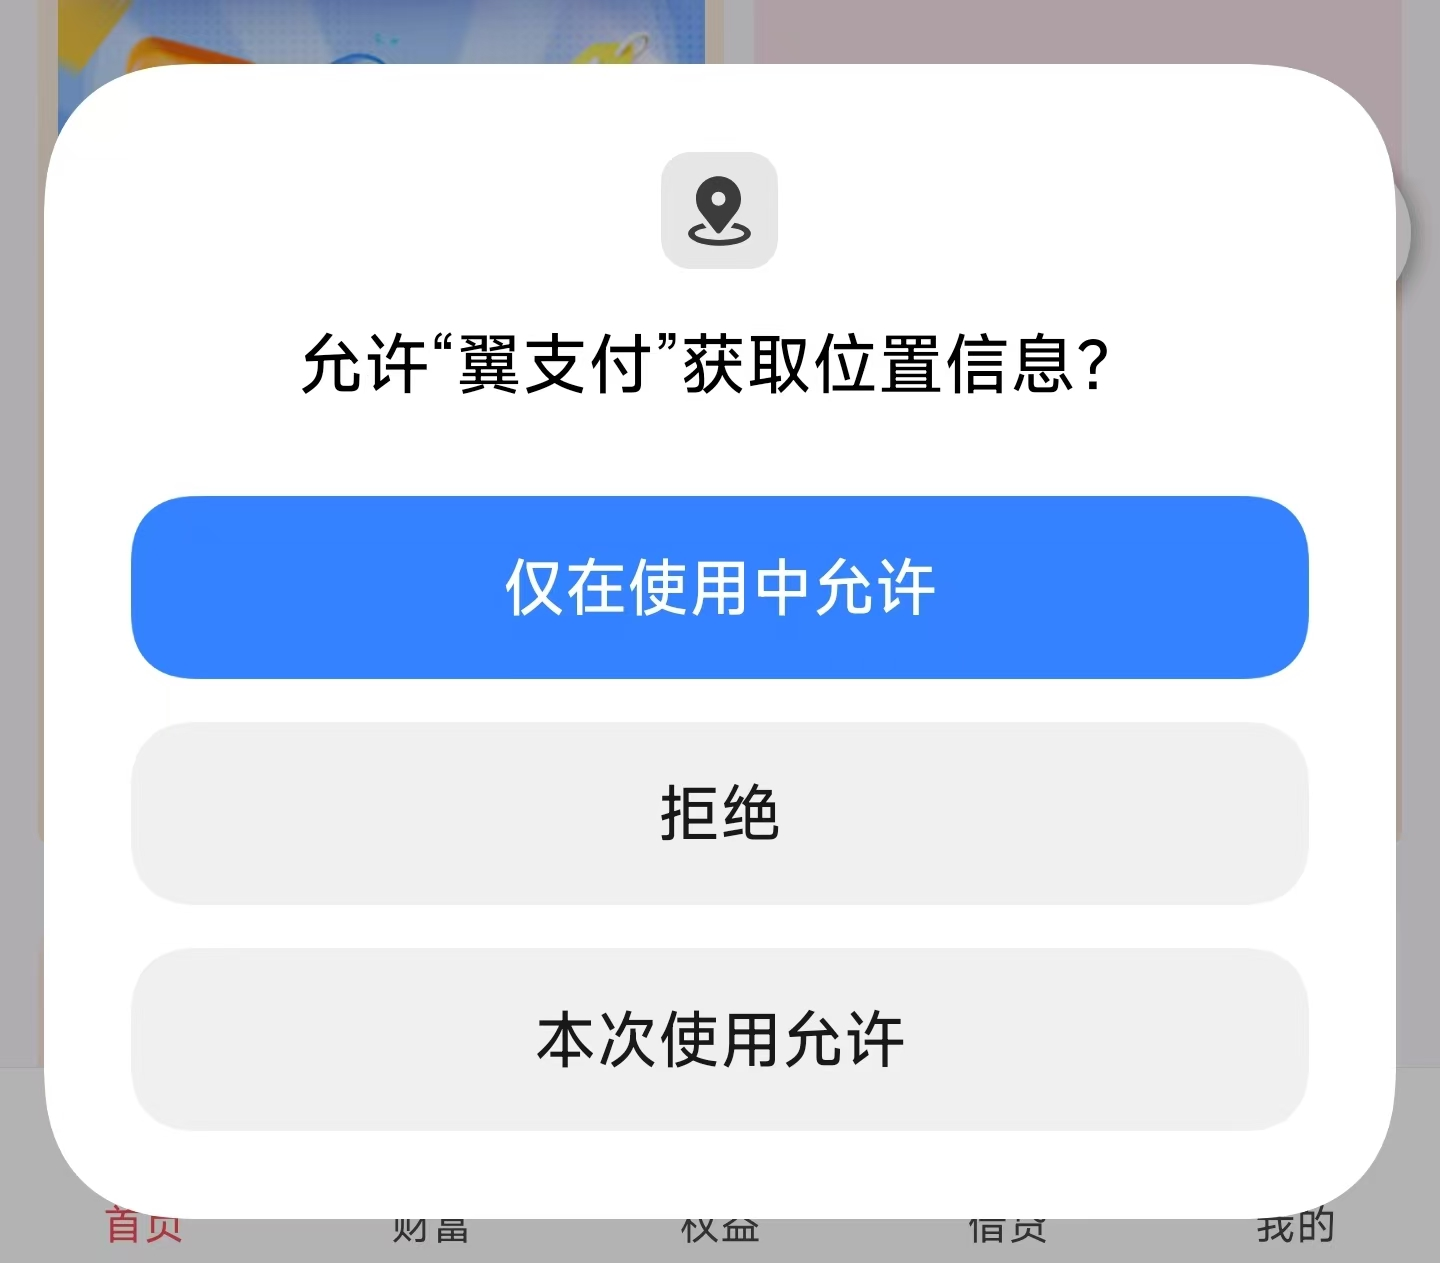 允许“翼支付”获取位置信息?
仅在使用中允许
拒绝
本次使用允许
首页 财富 权益 借贷 我的